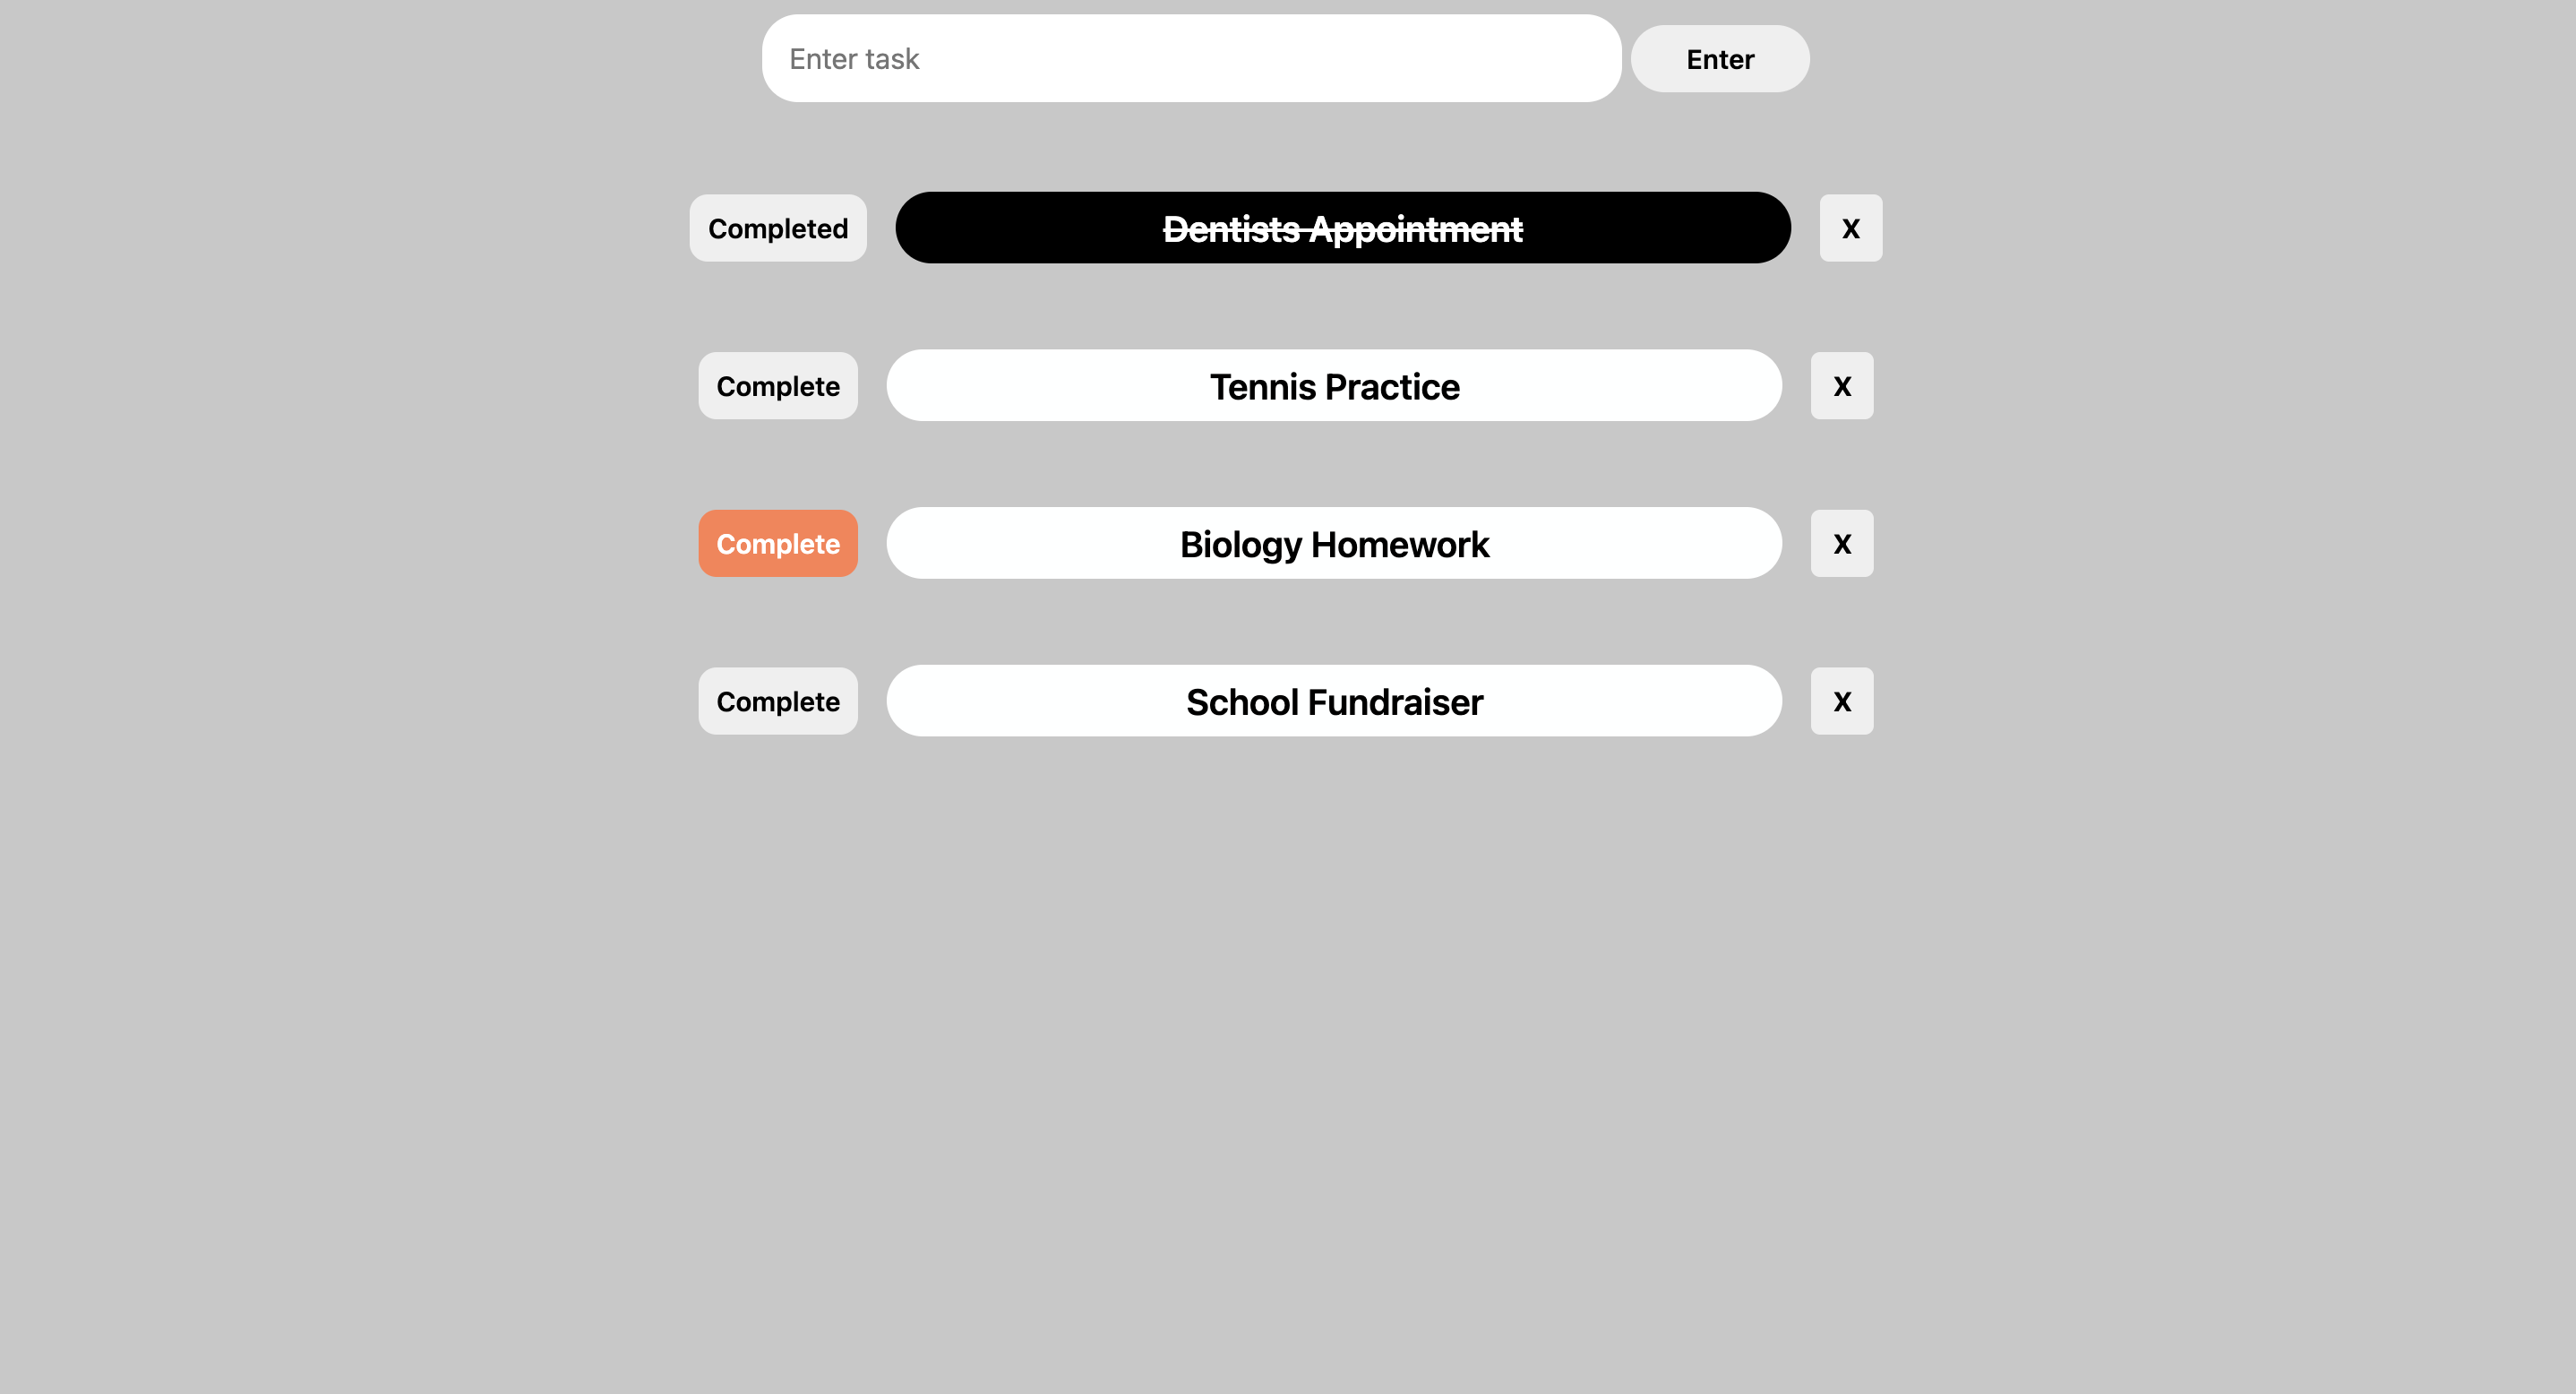 Enter task Enter
Completed Dentists Appointment X
Complete Tennis Practice X
Complete Biology Homework X
Complete School Fundraiser X